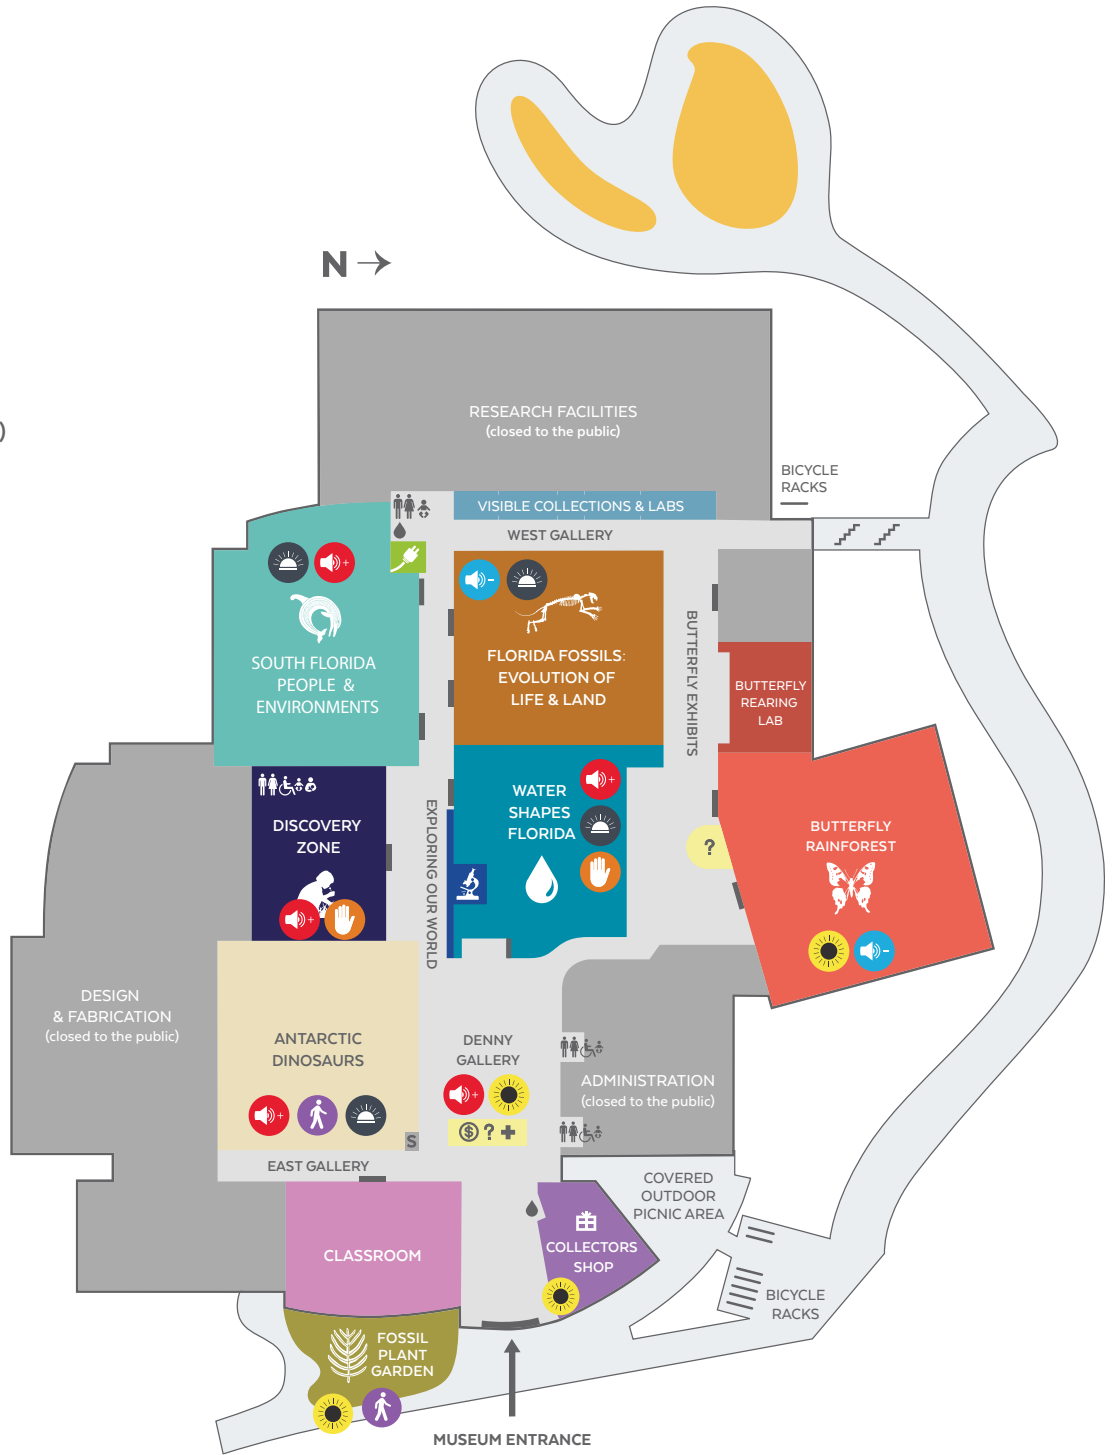 N
)
RESEARCH FACILITIES
(closed to the public)
BICYCLE
RACKS
VISIBLE COLLECTIONS & LABS
WEST GALLERY
+
-
SOUTH FLORIDA
PEOPLE &
ENVIRONMENTS
FLORIDA FOSSILS:
EVOLUTION OF
LIFE & LAND
BUTTERFLY EXHIBITS
BUTTERFLY
REARING
LAB
DISCOVERY
ZONE
+
EXPLORING OUR WORLD
WATER
SHAPES
FLORIDA
+
?
BUTTERFLY
RAINFOREST
-
DESIGN
& FABRICATION
(closed to the public)
ANTARCTIC
DINOSAURS
+
S
DENNY
GALLERY
+
$ ? +
ADMINISTRATION
(closed to the public)
EAST GALLERY
COVERED
OUTDOOR
PICNIC AREA
CLASSROOM
COLLECTORS
SHOP
BICYCLE
RACKS
FOSSIL
PLANT
GARDEN
MUSEUM ENTRANCE